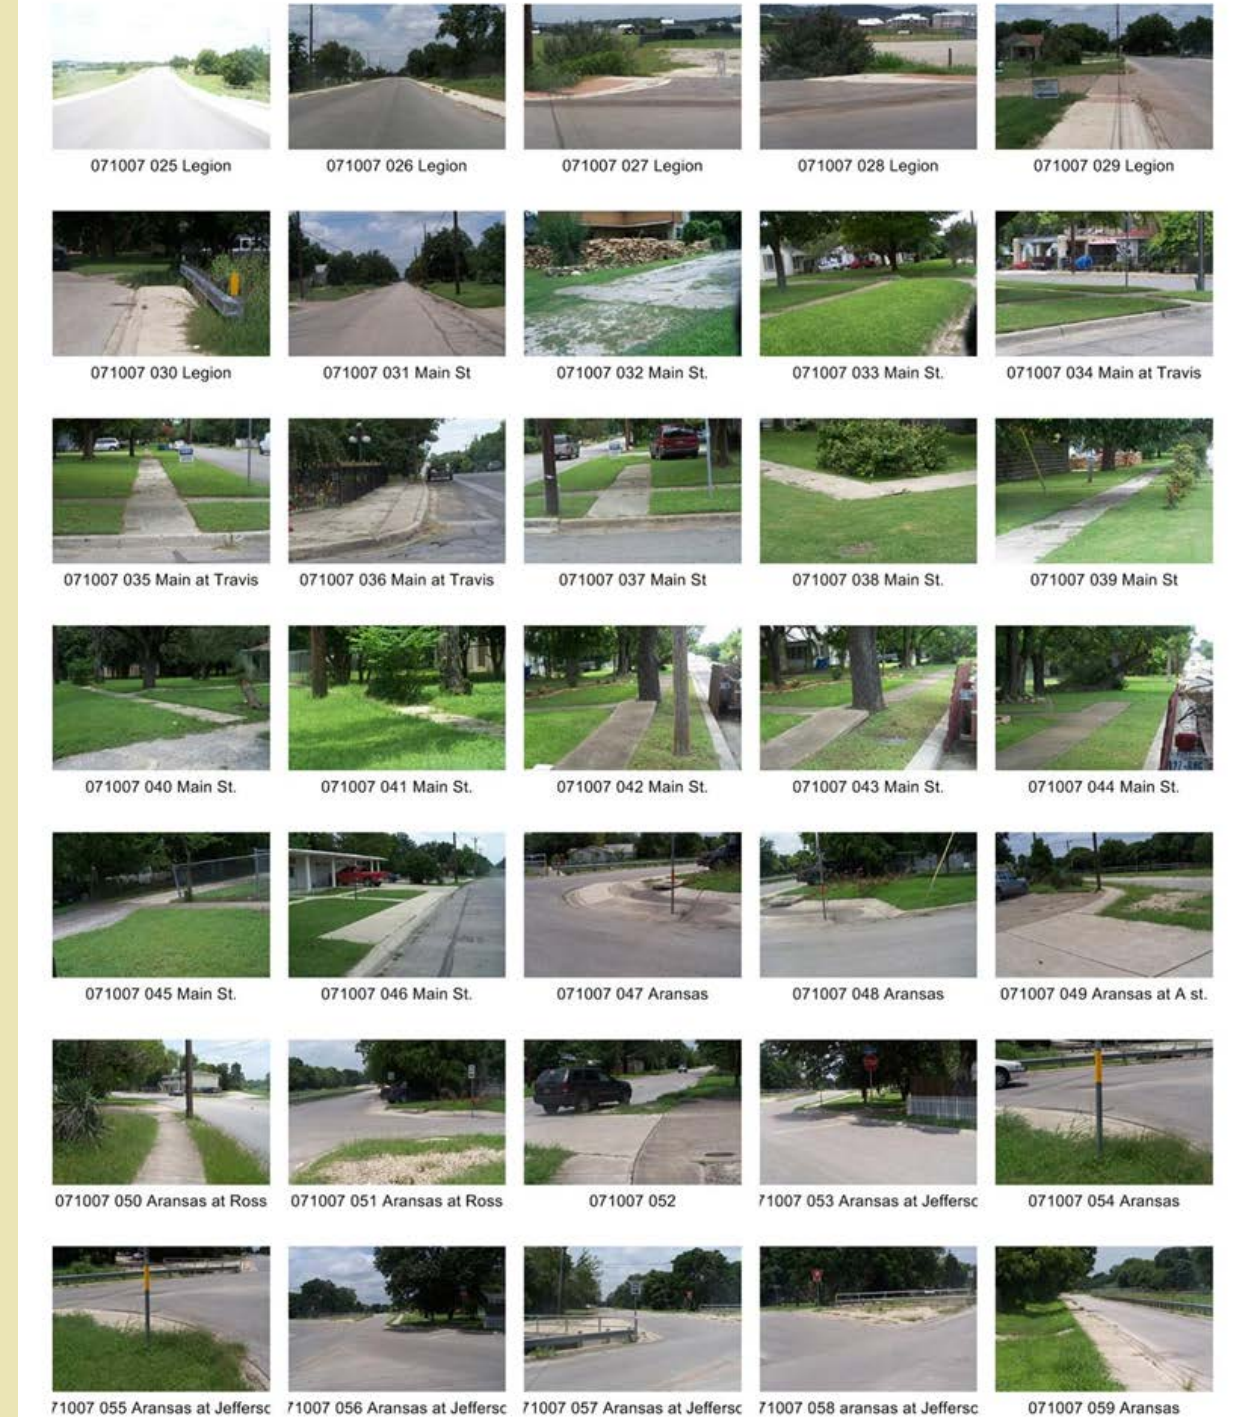 071007 025 Legion
071007 026 Legion
071007 027 Legion
071007 028 Legion
071007 029 Legion
071007 030 Legion
071007 031 Main St
071007 032 Main St.
071007 033 Main St.
071007 034 Main at Travis
071007 035 Main at Travis
071007 036 Main at Travis
071007 037 Main St
071007 038 Main St.
071007 039 Main St
071007 040 Main St.
071007 041 Main St.
071007 042 Main St.
071007 043 Main St.
071007 044 Main St.
071007 045 Main St.
071007 046 Main St.
071007 047 Aransas
071007 048 Aransas
071007 049 Aransas at A st.
071007 050 Aransas at Ross
071007 051 Aransas at Ross
071007 052
71007 053 Aransas at Jeffersc
071007 054 Aransas
71007 055 Aransas at Jeffersc
71007 056 Aransas at Jeffersc
71007 057 Aransas at Jeffersc
71007 058 aransas at Jeffersc
071007 059 Aransas